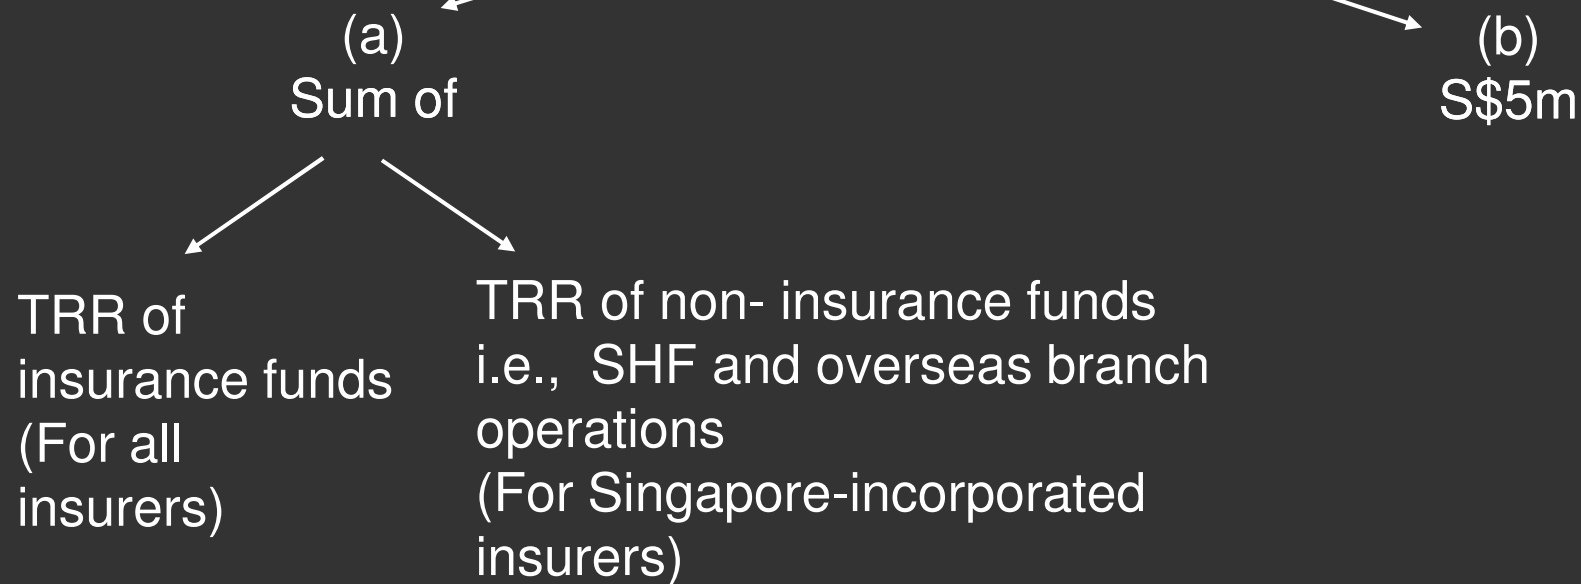 (a)
Sum of
(b)
S$5m
TRR of
insurance funds
(For all
insurers)
TRR of non- insurance funds
i.e.,  SHF and overseas branch
operations
(For Singapore-incorporated
insurers)